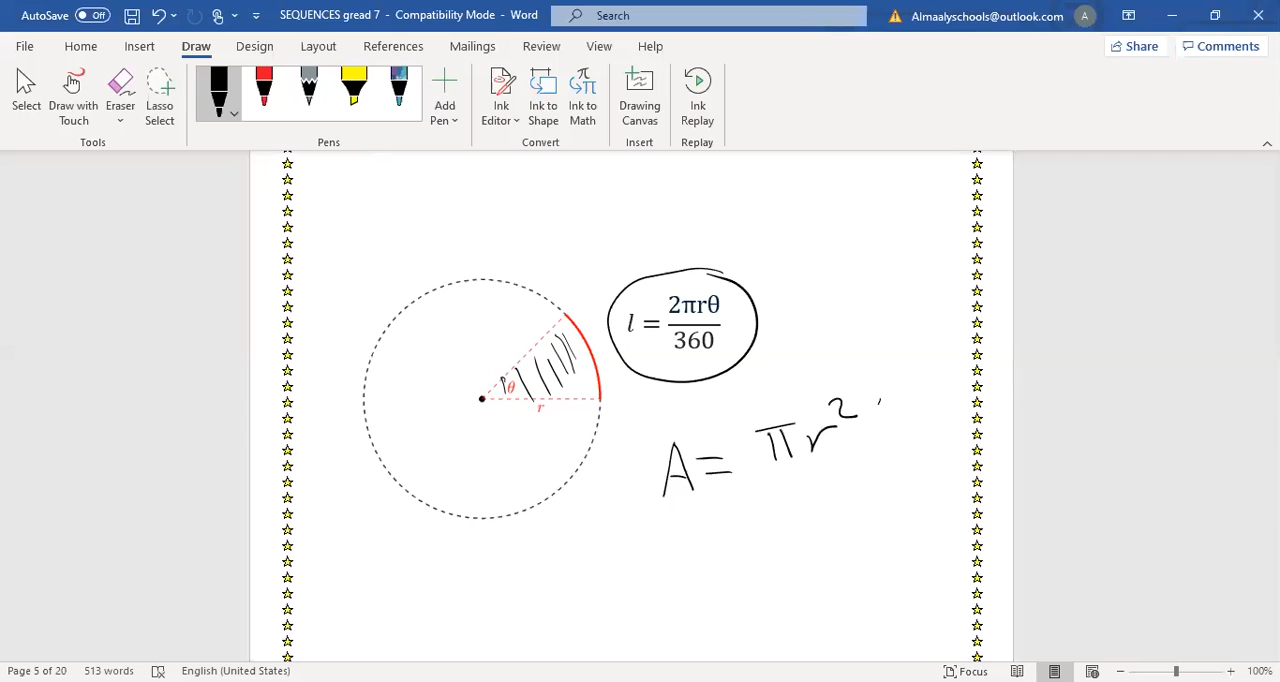 AutoSave Off SEQUENCES gread 7 - Compatibility Mode - Word Search Almaalyschools@outlook.com A
File Home Insert Draw Design Layout References Mailings Review View Help Share Comments
Select Draw with Touch Eraser Lasso Select Add Pen Ink Editor Ink to Shape Ink to Math Drawing Canvas Ink Replay
Tools Pens Convert Insert Replay
l = 2πrθ/360
θ
r
A = πr²
Page 5 of 20 513 words English (United States) Focus 100%